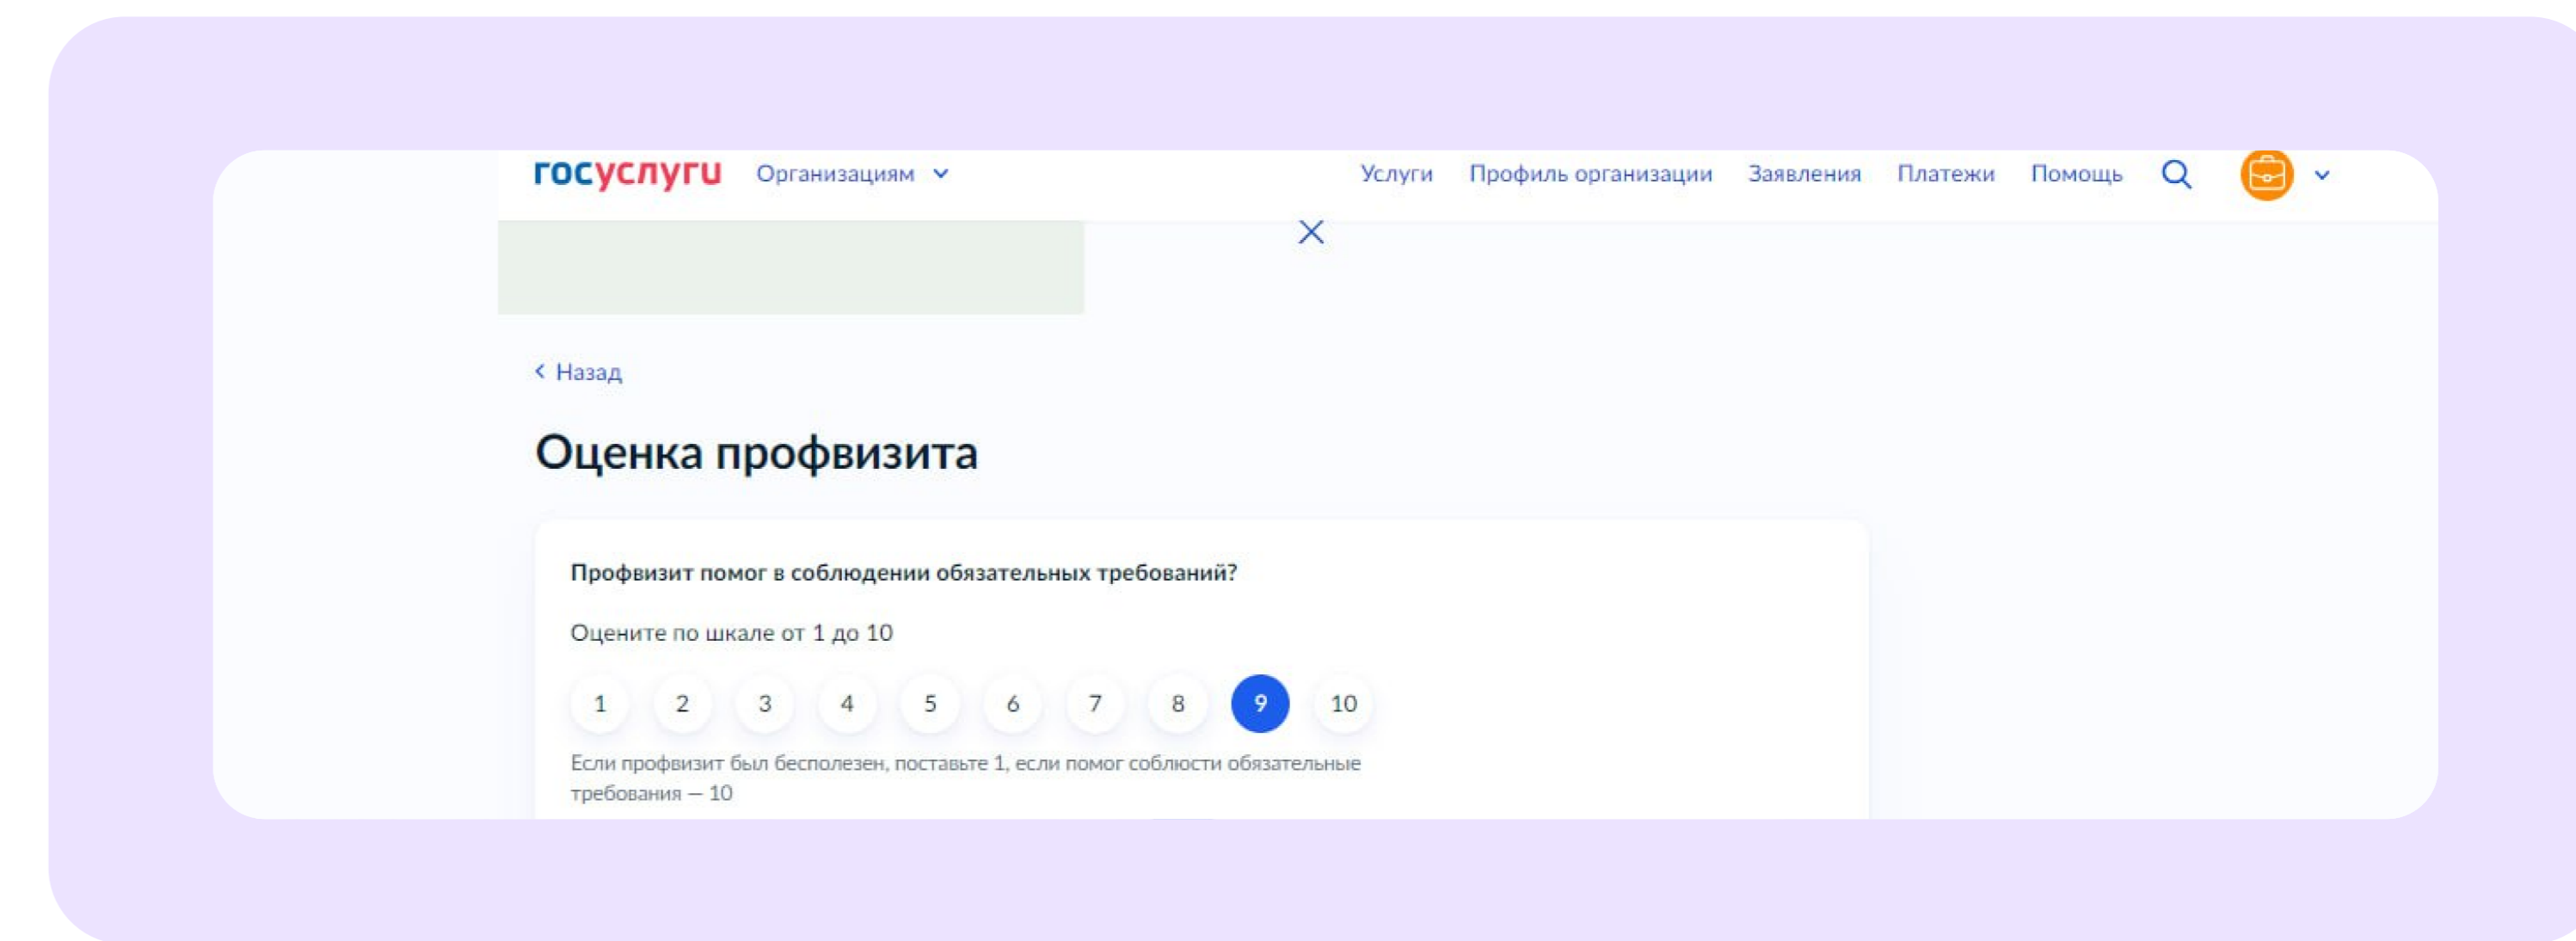 госуслуги Организациям Услуги Профиль организации Заявления Платежи Помощь
Назад
Оценка профвизита
Профвизит помог в соблюдении обязательных требований?
Оцените по шкале от 1 до 10
1 2 3 4 5 6 7 8 9 10
Если профвизит был бесполезен, поставьте 1, если помог соблюсти обязательные
требования — 10